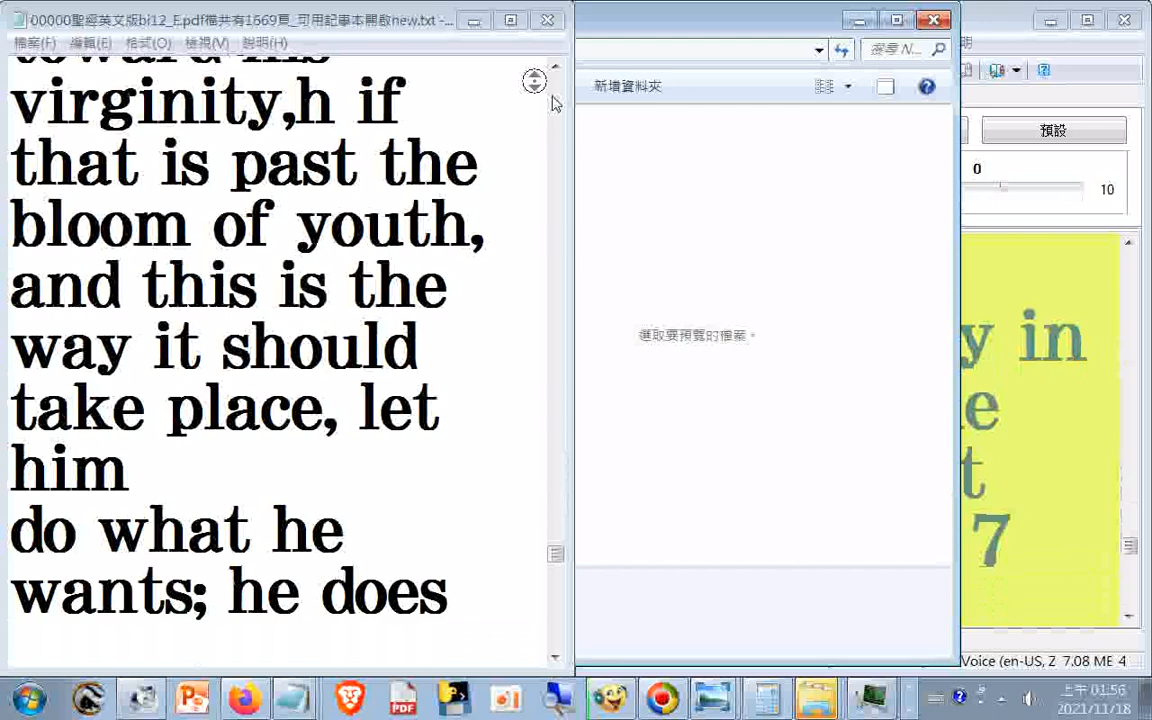 00000聖經英文版bi12_E.pdf檔共有1669頁_可用記事本開啟new.txt -...
檔案(F) 編輯(E) 格式(O) 檢視(V) 說明(H)
virginity,h if
that is past the
bloom of youth,
and this is the
way it should
take place, let
him
do what he
wants; he does
搜尋 N...
新增資料夾
選取要預覽的檔案。
明
預設
0
10
y in
e
t
7
Voice (en-US, Z 7.08 ME 4
PDF
上午 01:56
2021/11/18